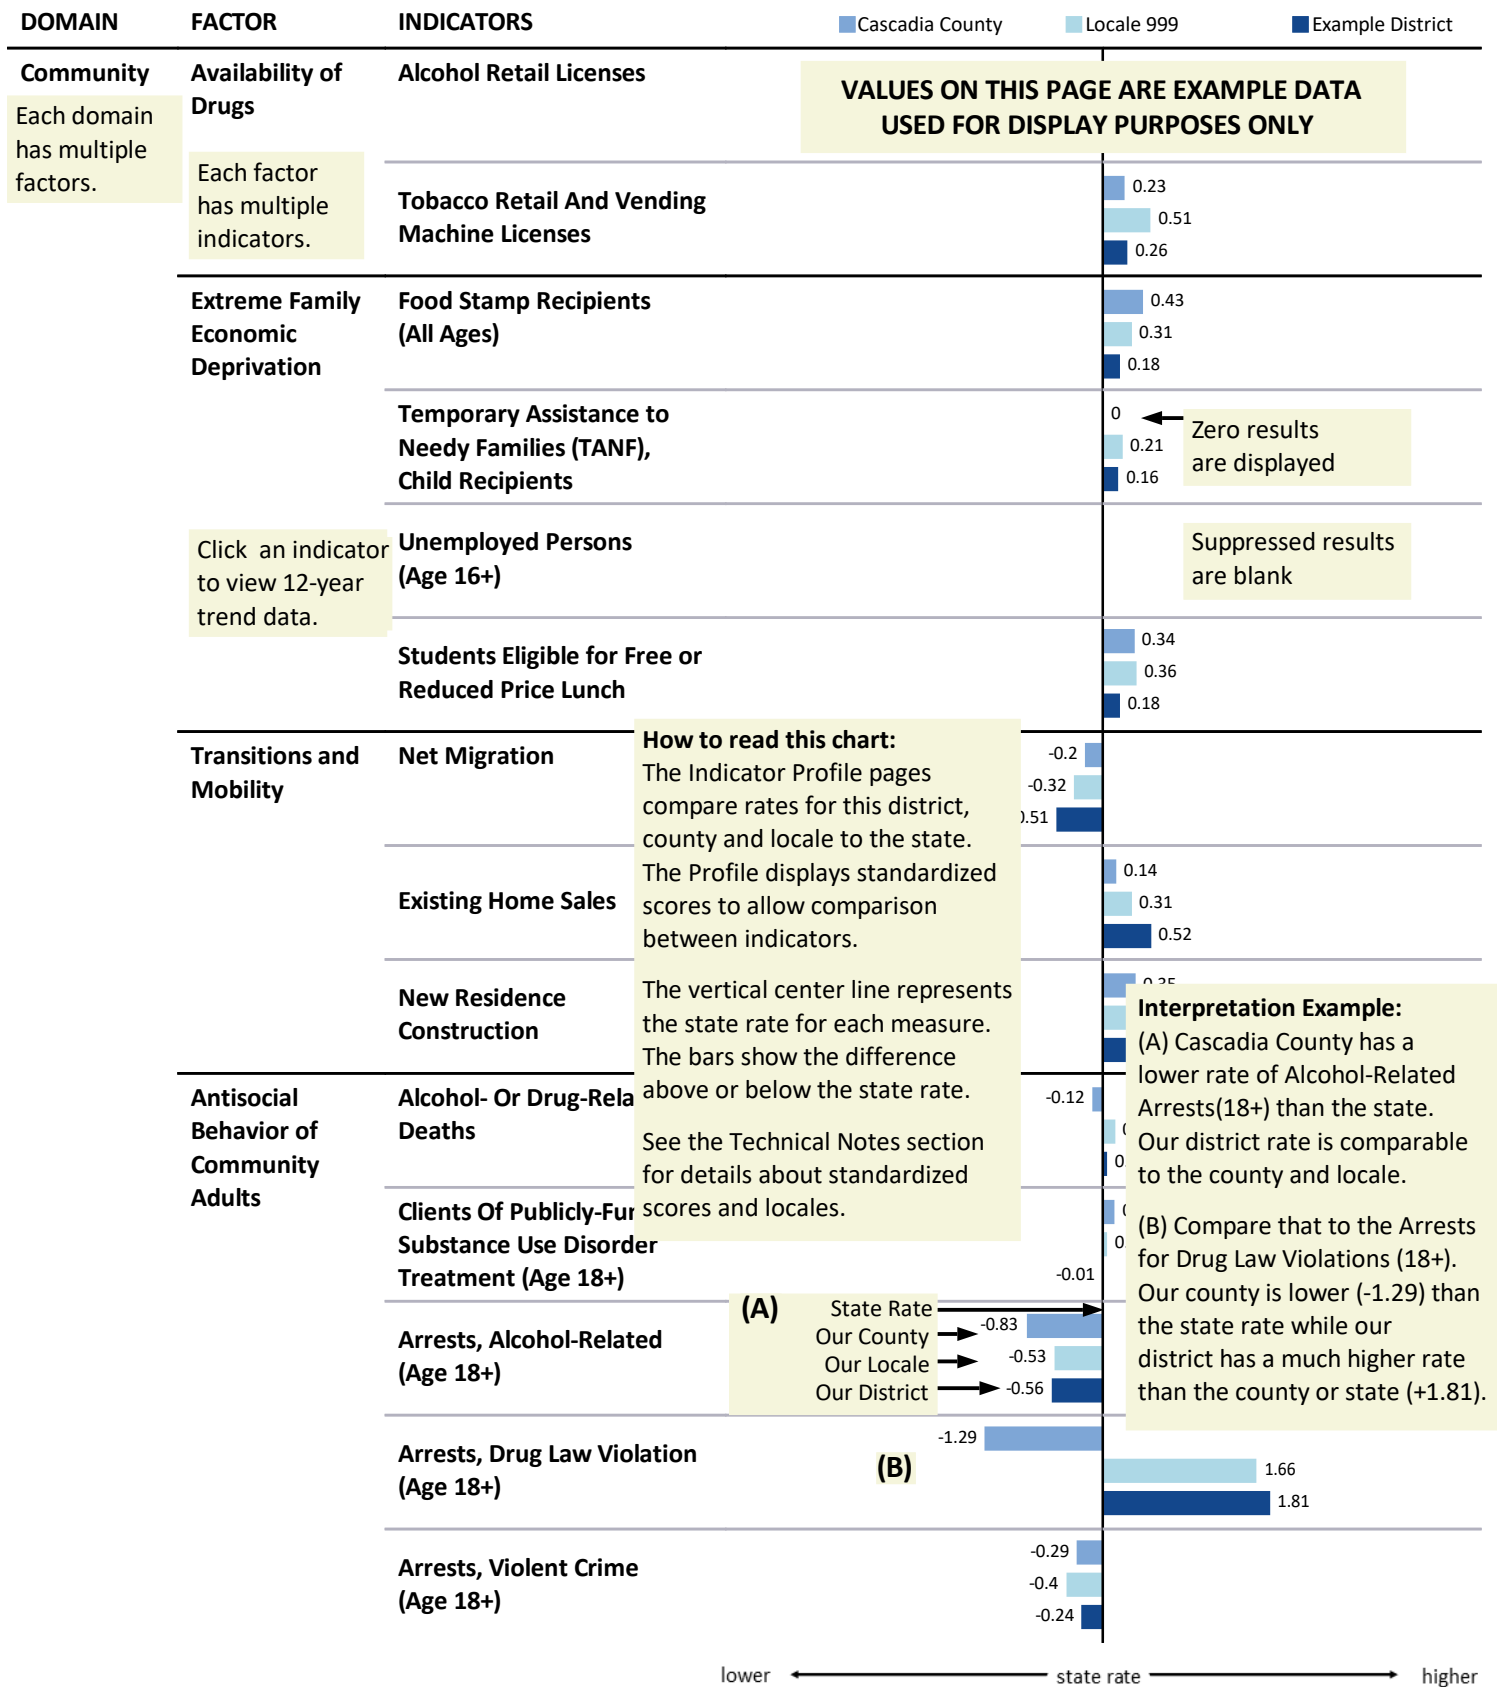 DOMAIN FACTOR INDICATORS Cascadia County Locale 999 Example District
Community
Each domain
has multiple
factors.
Availability of
Drugs
Each factor
has multiple
indicators.
Alcohol Retail Licenses
VALUES ON THIS PAGE ARE EXAMPLE DATA
USED FOR DISPLAY PURPOSES ONLY
Tobacco Retail And Vending
Machine Licenses
0.23
0.51
0.26
Extreme Family
Economic
Deprivation
Food Stamp Recipients
(All Ages)
0.43
0.31
0.18
Temporary Assistance to
Needy Families (TANF),
Child Recipients
0
0.21
0.16
Zero results
are displayed
Click an indicator
to view 12-year
trend data.
Unemployed Persons
(Age 16+)
Suppressed results
are blank
Students Eligible for Free or
Reduced Price Lunch
0.34
0.36
0.18
Transitions and
Mobility
Net Migration
-0.2
-0.32
.51
How to read this chart:
The Indicator Profile pages
compare rates for this district,
county and locale to the state.
The Profile displays standardized
scores to allow comparison
between indicators.
The vertical center line represents
the state rate for each measure.
The bars show the difference
above or below the state rate.
See the Technical Notes section
for details about standardized
scores and locales.
Existing Home Sales
0.14
0.31
0.52
New Residence
Construction
Interpretation Example:
(A) Cascadia County has a
lower rate of Alcohol-Related
Arrests(18+) than the state.
Our district rate is comparable
to the county and locale.
(B) Compare that to the Arrests
for Drug Law Violations (18+).
Our county is lower (-1.29) than
the state rate while our
district has a much higher rate
than the county or state (+1.81).
Antisocial
Behavior of
Community
Adults
Alcohol- Or Drug-Rela
Deaths
-0.12
0.
Clients Of Publicly-Fu
Substance Use Disorder
Treatment (Age 18+)
0.
-0.01
Arrests, Alcohol-Related
(Age 18+)
(A) State Rate
Our County -0.83
Our Locale -0.53
Our District -0.56
Arrests, Drug Law Violation
(Age 18+)
(B)
-1.29
1.66
1.81
Arrests, Violent Crime
(Age 18+)
-0.29
-0.4
-0.24
lower state rate higher